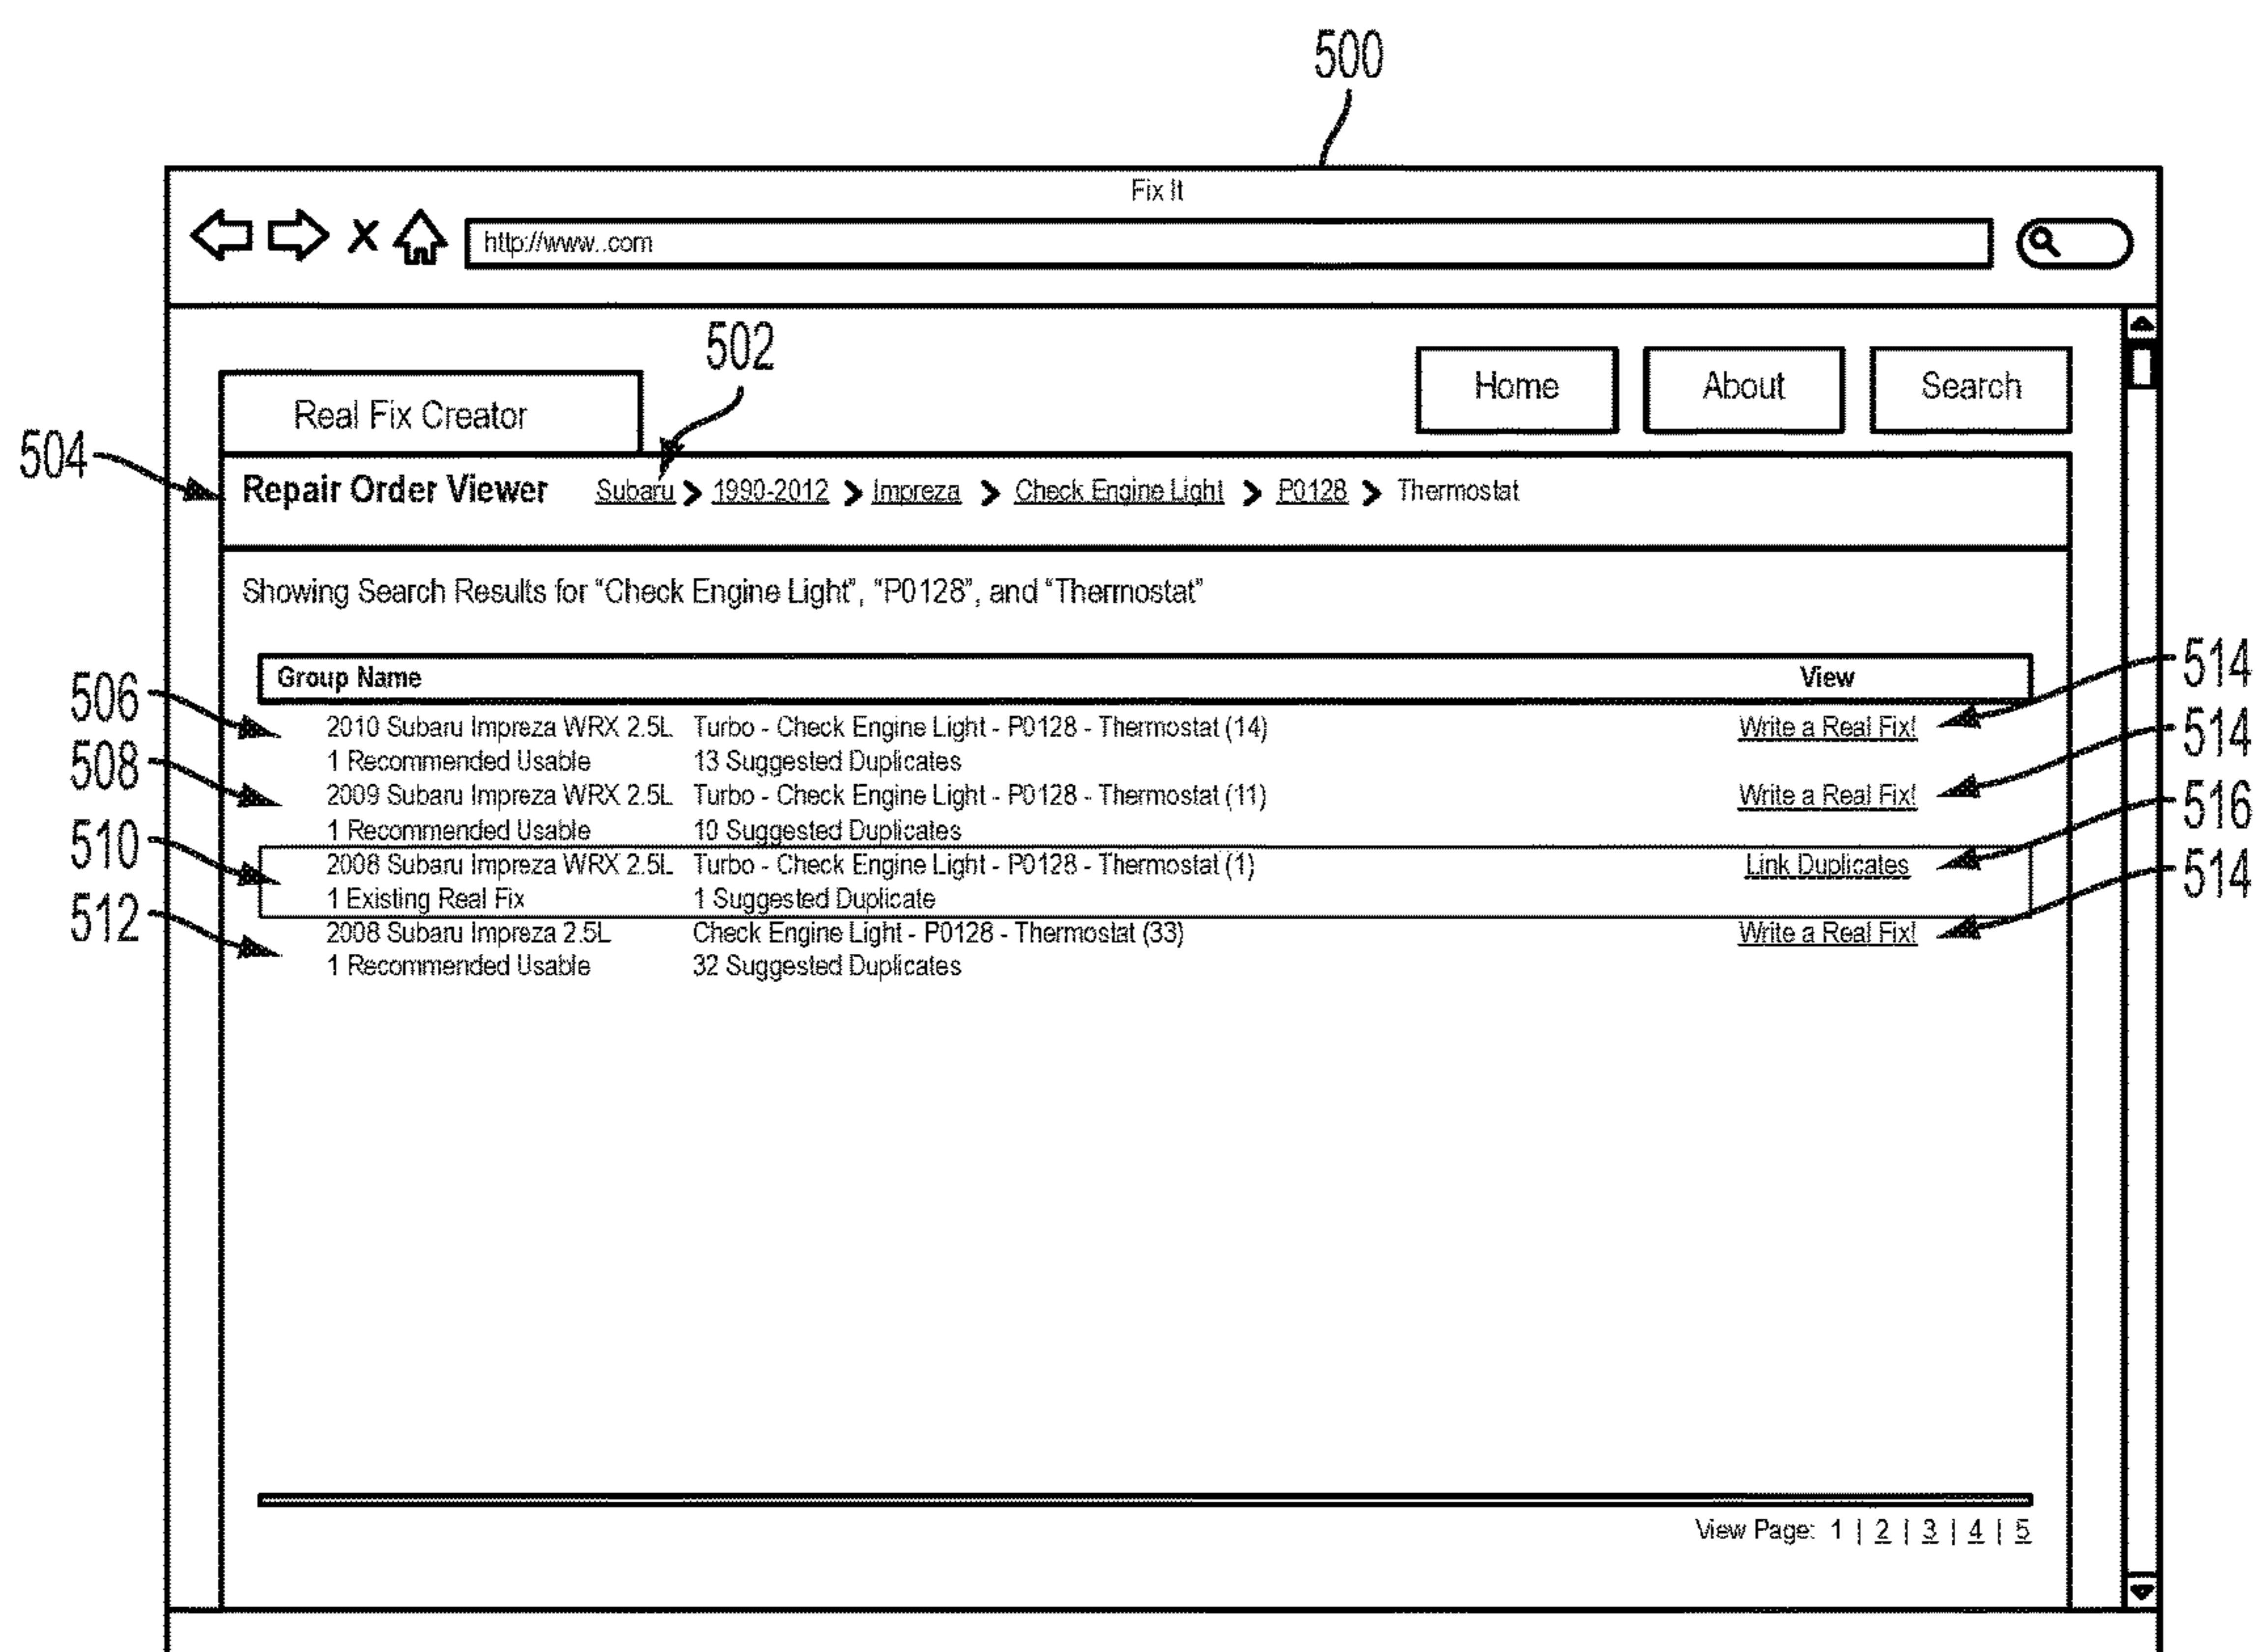 500
Fix It
http://www..com
502
Home About Search
Real Fix Creator
504
Repair Order Viewer Subaru > 1990-2012 > Impreza > Check Engine Light > P0128 > Thermostat
Showing Search Results for "Check Engine Light", "P0128", and "Thermostat"
Group Name View
514
506
2010 Subaru Impreza WRX 2.5L Turbo - Check Engine Light - P0128 - Thermostat (14) Write a Real Fix!
514
1 Recommended Usable 13 Suggested Duplicates
508
2009 Subaru Impreza WRX 2.5L Turbo - Check Engine Light - P0128 - Thermostat (11) Write a Real Fix!
516
1 Recommended Usable 10 Suggested Duplicates
510
2008 Subaru Impreza WRX 2.5L Turbo - Check Engine Light - P0128 - Thermostat (1) Link Duplicates
514
1 Existing Real Fix 1 Suggested Duplicate
512
2008 Subaru Impreza 2.5L Check Engine Light - P0128 - Thermostat (33) Write a Real Fix!
1 Recommended Usable 32 Suggested Duplicates
View Page: 1 | 2 | 3 | 4 | 5